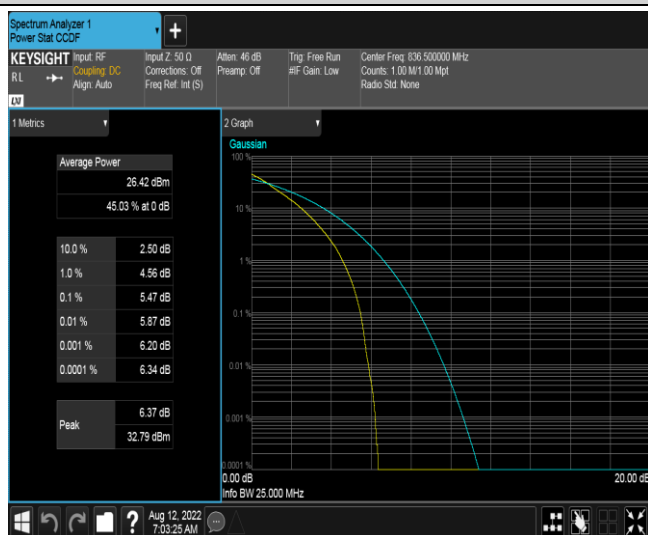 Spectrum Analyzer 1
Power Stat CCDF
KEYSIGHT
Input: RF
Input Z: 50 Ω
Atten: 46 dB
Trig: Free Run
Center Freq: 836.500000 MHz
RL
Coupling: DC
Corrections: Off
Preamp: Off
#IF Gain: Low
Counts: 1.00 M/1.00 Mpt
Align: Auto
Freq Ref: Int (S)
Radio Std: None
LXI
1 Metrics
Average Power
26.42 dBm
45.03 % at 0 dB
10.0 % 2.50 dB
1.0 % 4.56 dB
0.1 % 5.47 dB
0.01 % 5.87 dB
0.001 % 6.20 dB
0.0001 % 6.34 dB
Peak
6.37 dB
32.79 dBm
2 Graph
Gaussian
100 %
10 %
1 %
0.1 %
0.01 %
0.001 %
0.0001 %
0.00 dB
20.00 dB
Info BW 25.000 MHz
?
Aug 12, 2022
7:03:25 AM